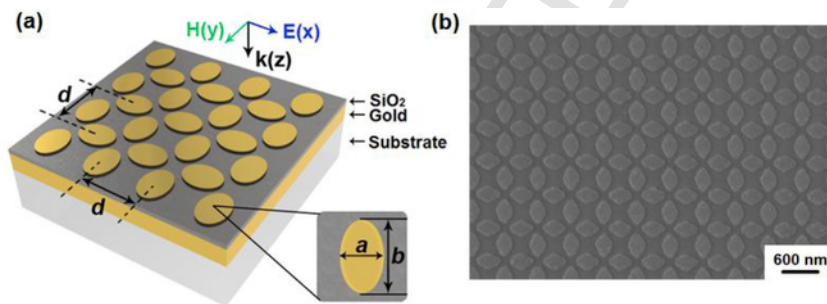 (a)
H(y)
E(x)
k(z)
d
SiO₂
Gold
Substrate
d
a
b
(b)
600 nm